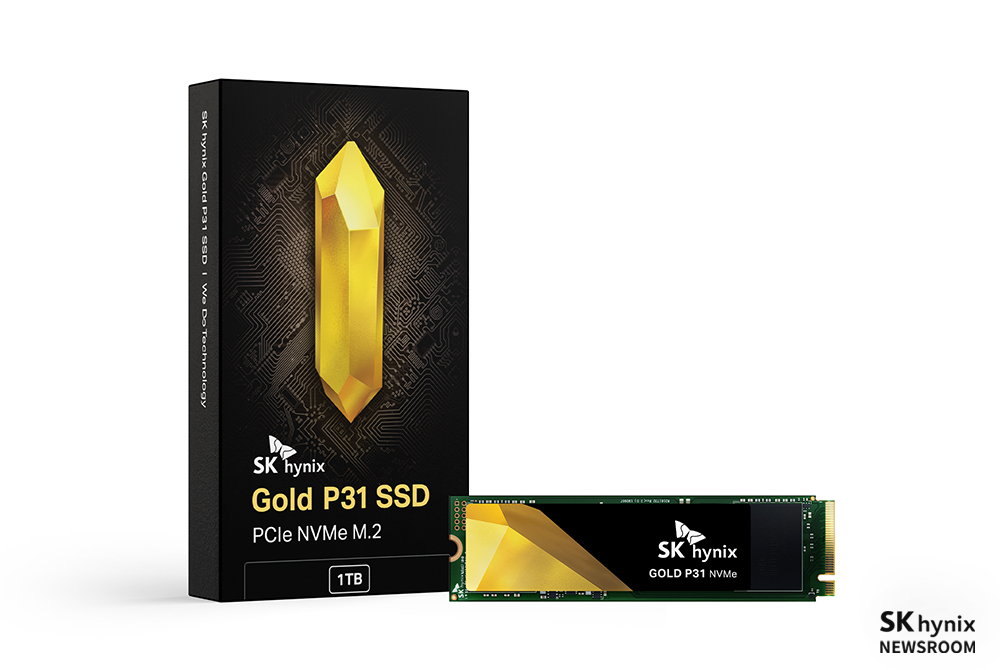 SK hynix Gold P31 SSD | We Do Technology
SK hynix
Gold P31 SSD
PCIe NVMe M.2
1TB
SK hynix
GOLD P31 NVMe
SK hynix
NEWSROOM